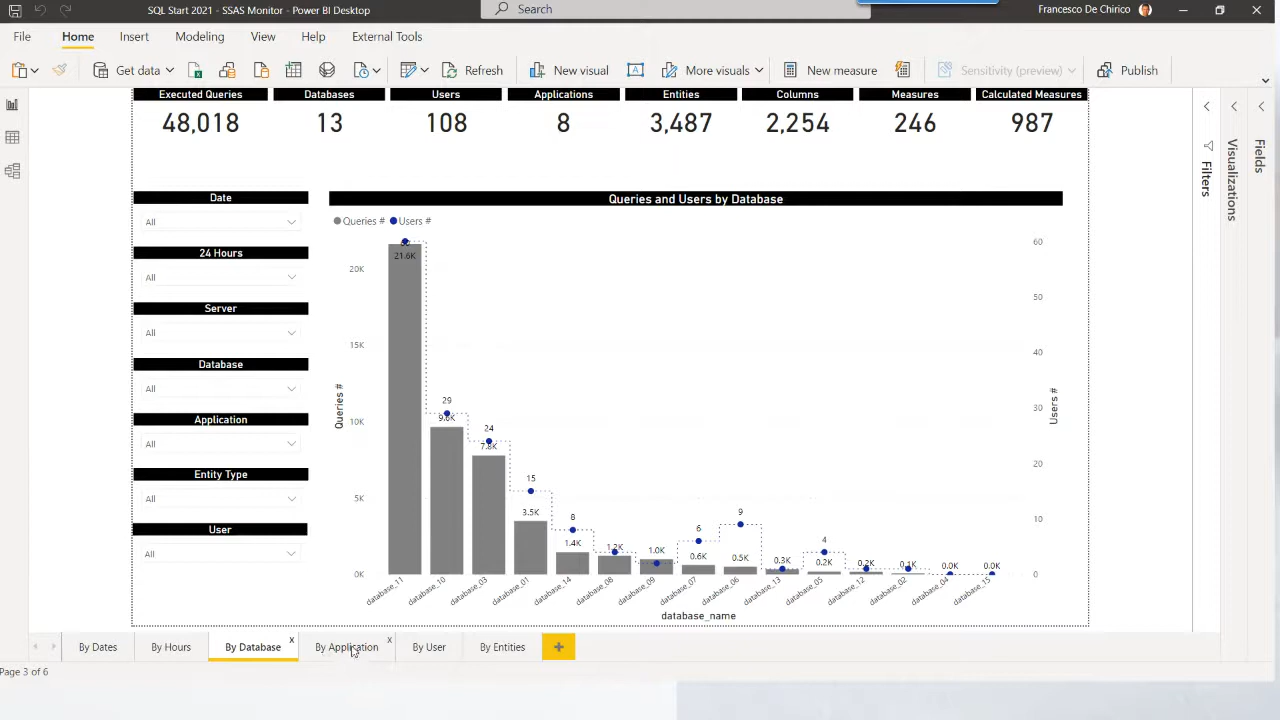 SQL Start 2021 - SSAS Monitor - Power BI Desktop
Search
Francesco De Chirico
File Home Insert Modeling View Help External Tools
Get data Refresh New visual More visuals New measure Sensitivity (preview) Publish
Executed Queries Databases Users Applications Entities Columns Measures Calculated Measures
48,018 13 108 8 3,487 2,254 246 987
Filters
Visualizations
Fields
Date
All
24 Hours
All
Server
All
Database
All
Application
All
Entity Type
All
User
All
Queries and Users by Database
Queries # Users #
Queries #
20K
15K
10K
5K
0K
21.6K
29
9.6K
24
7.8K
15
3.5K
8
1.4K
1.2K
1.0K
6
0.6K
9
0.5K
0.3K
4
0.2K
0.2K
0.1K
0.0K
0.0K
60
50
40
30
20
10
0
Users #
database_11 database_10 database_03 database_01 database_14 database_08 database_09 database_07 database_06 database_13 database_05 database_12 database_02 database_04 database_15
database_name
By Dates By Hours By Database x By Application x By User By Entities +
Page 3 of 6